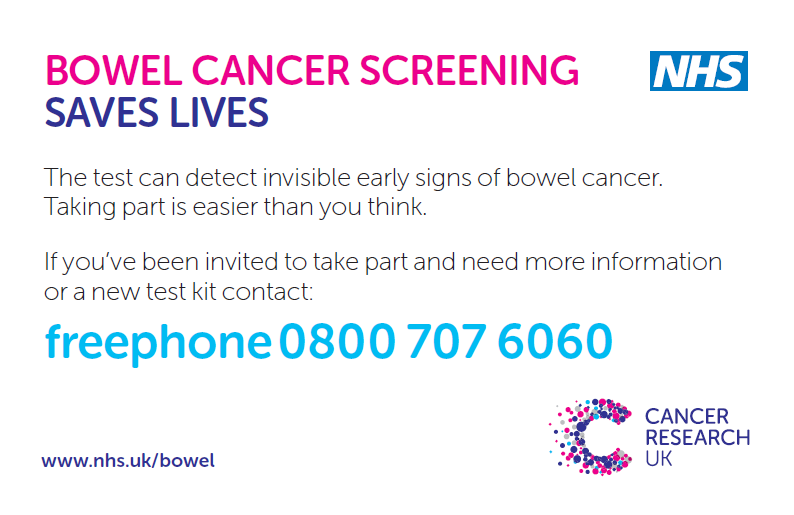 BOWEL CANCER SCREENING
SAVES LIVES
NHS
The test can detect invisible early signs of bowel cancer.
Taking part is easier than you think.
If you’ve been invited to take part and need more information
or a new test kit contact:
freephone 0800 707 6060
www.nhs.uk/bowel
CANCER
RESEARCH
UK